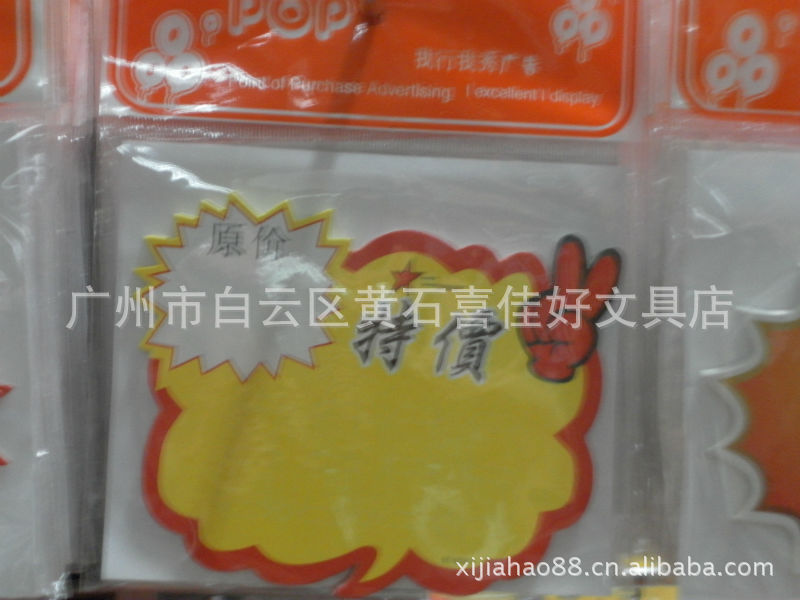 POP
我行我秀广告
Point of Purchase Advertising: I excellent I display
原价
广州市白云区黄石喜佳好文具店
特價
xijiahao88.cn.alibaba.com